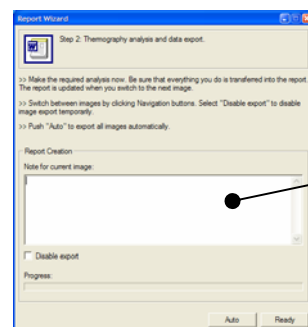 Report Wizard
Step 2: Thermography analysis and data export.
>> Make the required analysis now. Be sure that everything you do is transferred into the report.
The report is updated when you switch to the next image.
>> Switch between images by clicking Navigation buttons. Select "Disable export" to disable
image export temporarily.
>> Push "Auto" to export all images automatically.
Report Creation
Note for current image:
Disable export
Progress:
Auto Ready